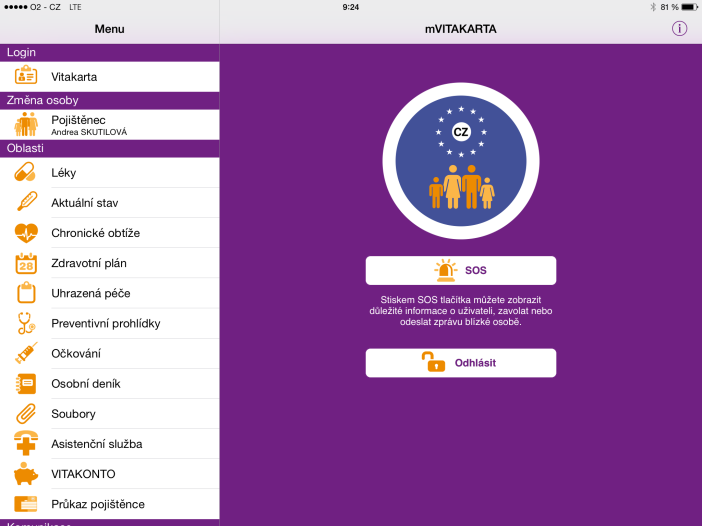 O2 - CZ LTE
9:24
81 %
Menu
mVITAKARTA
Login
Vitakarta
Změna osoby
Pojištěnec
Andrea SKUTILOVÁ
Oblasti
Léky
Aktuální stav
Chronické obtíže
28
Zdravotní plán
Uhrazená péče
Preventivní prohlídky
Očkování
Osobní deník
Soubory
Asistenční služba
VITAKONTO
Průkaz pojištěnce
CZ
SOS
Stiskem SOS tlačítka můžete zobrazit
důležité informace o uživateli, zavolat nebo
odeslat zprávu blízké osobě.
Odhlásit